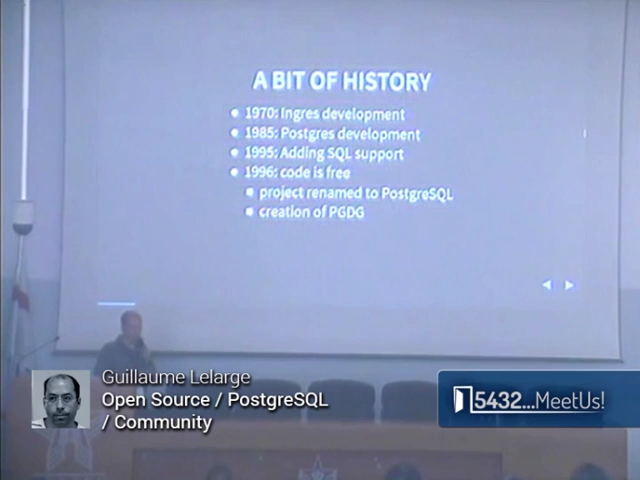 A BIT OF HISTORY
1970: Ingres development
1985: Postgres development
1995: Adding SQL support
1996: code is free
project renamed to PostgreSQL
creation of PGDG
Guillaume Lelarge
Open Source / PostgreSQL
/ Community
5432...MeetUs!